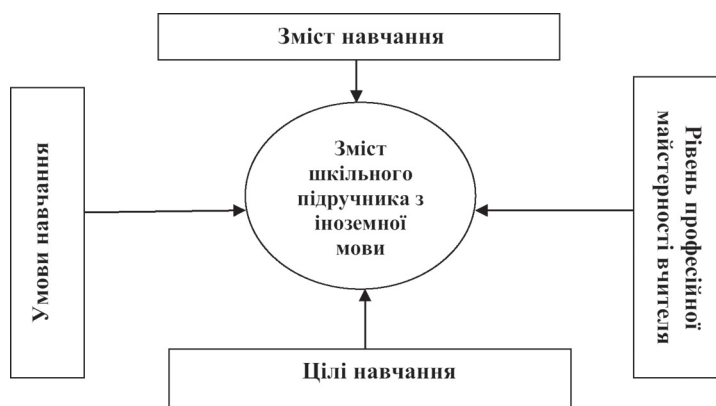 Зміст навчання
Умови навчання
Зміст
шкільного
підручника з
іноземної
мови
Рівень професійної
майстерності вчителя
Цілі навчання